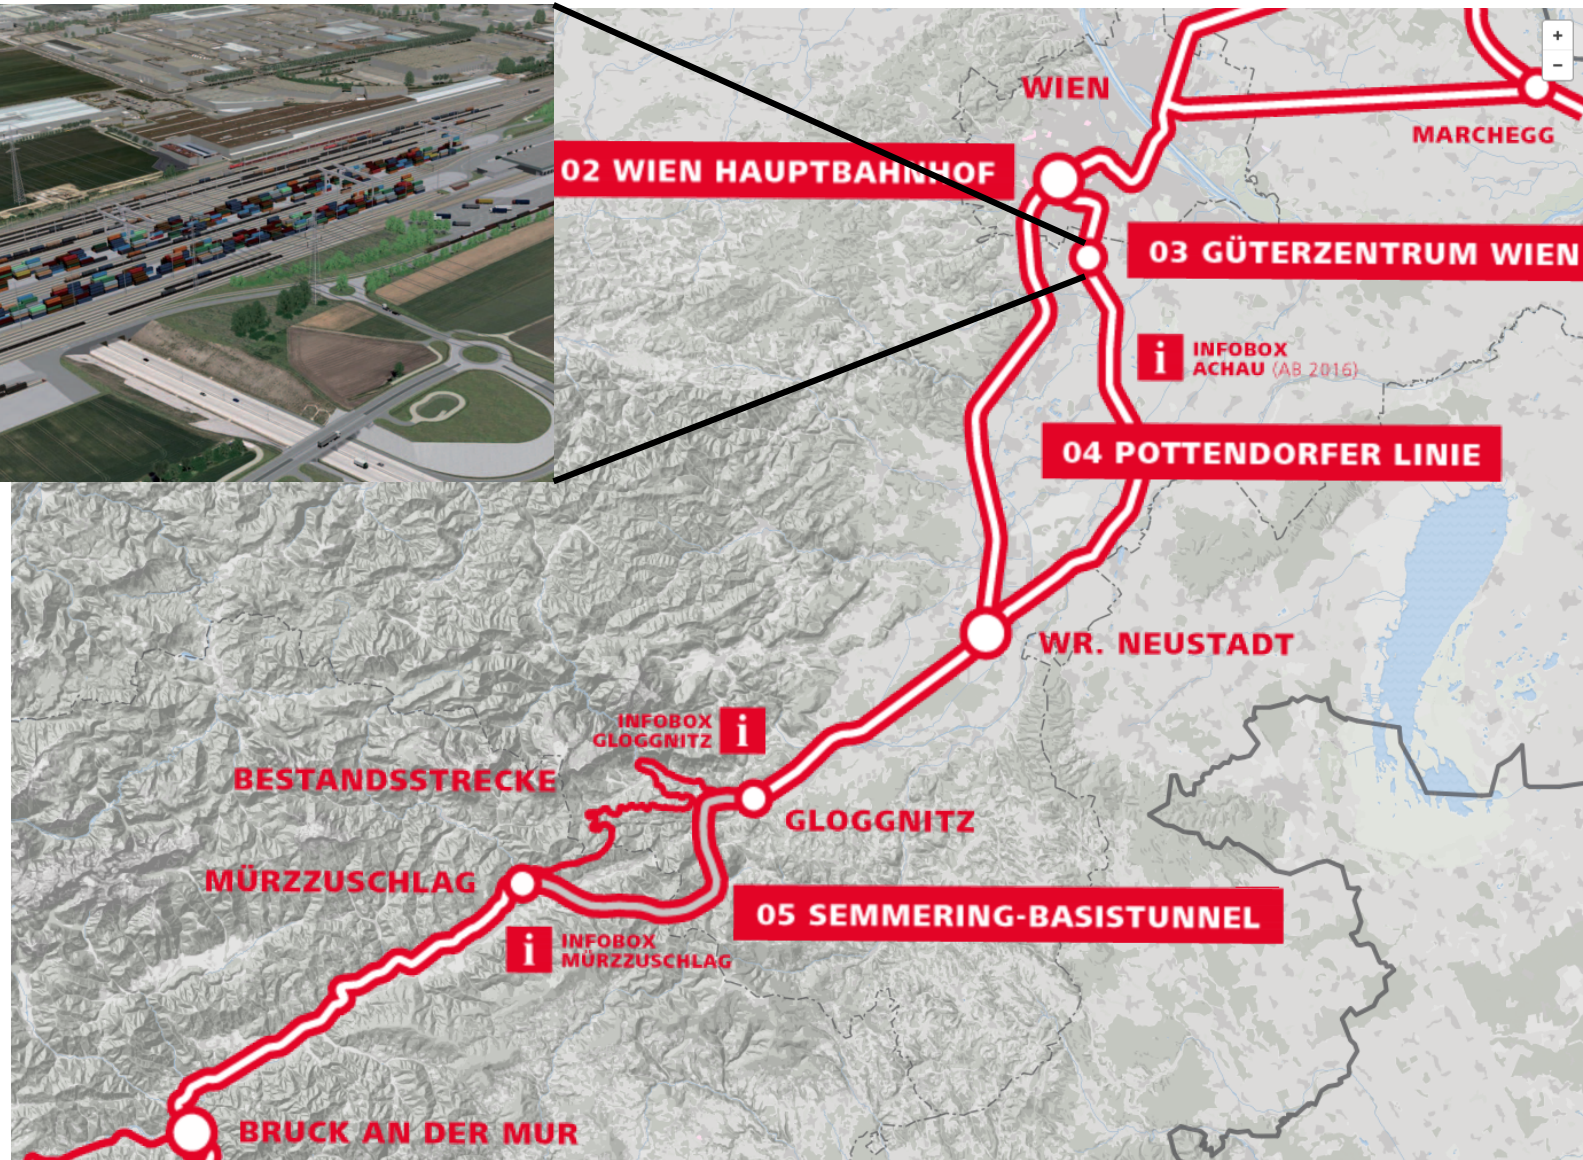 +
−
WIEN
MARCHEGG
02 WIEN HAUPTBAHNHOF
03 GÜTERZENTRUM WIEN
i
INFOBOX
ACHAU (AB 2016)
04 POTTENDORFER LINIE
WR. NEUSTADT
INFOBOX
GLOGGNITZ
i
BESTANDSSTRECKE
GLOGGNITZ
MÜRZZUSCHLAG
05 SEMMERING-BASISTUNNEL
i
INFOBOX
MÜRZZUSCHLAG
BRUCK AN DER MUR